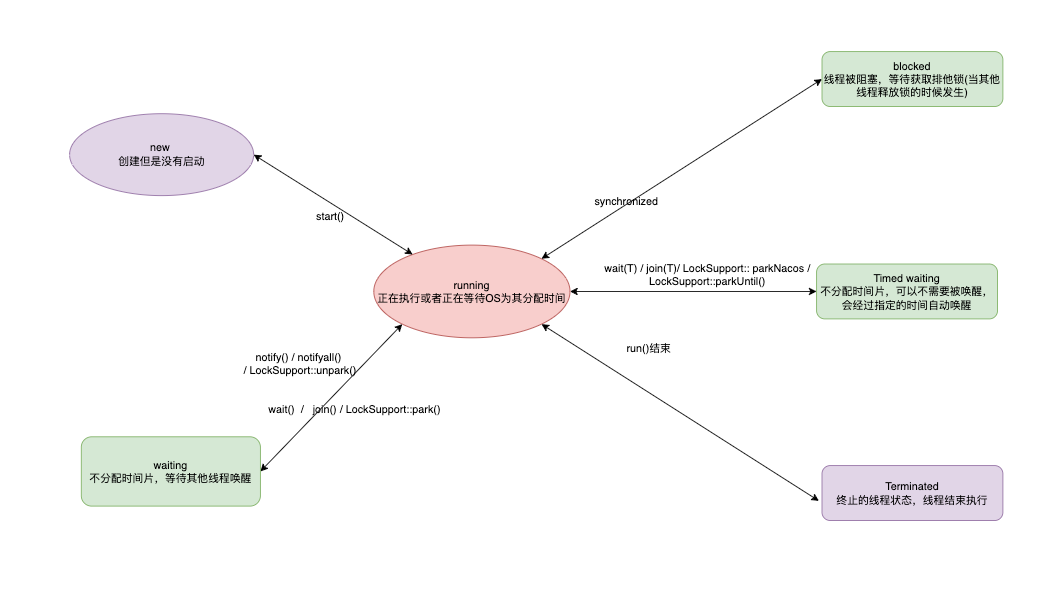 blocked
线程被阻塞，等待获取排他锁(当其他
线程释放锁的时候发生)
new
创建但是没有启动
synchronized
start()
wait(T) / join(T)/ LockSupport:: parkNacos /
LockSupport::parkUntil()
Timed waiting
不分配时间片，可以不需要被唤醒，
会经过指定的时间自动唤醒
running
正在执行或者正在等待OS为其分配时间
run()结束
notify() / notifyall()
/ LockSupport::unpark()
wait() / join() / LockSupport::park()
waiting
不分配时间片，等待其他线程唤醒
Terminated
终止的线程状态，线程结束执行